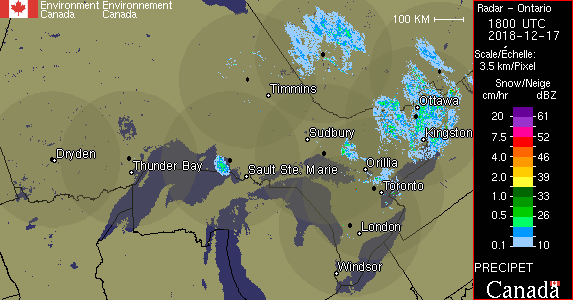 Environment Environnement
Canada Canada
100 KM
Radar - Ontario
1800 UTC
2018-12-17
Scale/Échelle:
3.5 km/Pixel
Snow/Neige
cm/hr dBZ
20 61
7.5 52
4.0 46
2.0 39
1.0 33
0.5 26
0.1 10
PRECIPET
Canada
Timmins
Ottawa
Sudbury
Kingston
Dryden
Thunder Bay
Sault Ste. Marie
Orillia
Toronto
London
Windsor